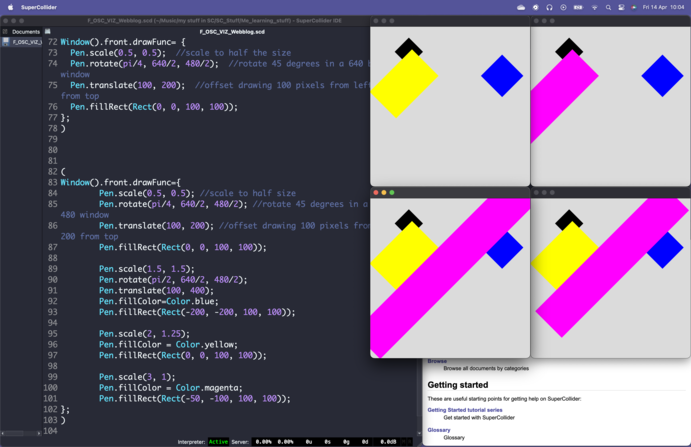 SuperCollider
Fri 14 Apr 10:04
F_OSC_VIZ_Webblog.scd (~/Music/my stuff in SC/SC_Stuff/Me_learning_stuff) - SuperCollider IDE
Documents
F_OSC_VIZ_Webblog.scd
F_OSC_VIZ_
72 Window().front.drawFunc= {
73 Pen.scale(0.5, 0.5); //scale to half the size
74 Pen.rotate(pi/4, 640/2, 480/2); //rotate 45 degrees in a 640
window
75 Pen.translate(100, 200); //offset drawing 100 pixels from lef
from top
76 Pen.fillRect(Rect(0, 0, 100, 100));
77 };
78 )
79
80
81
82 (
83 Window().front.drawFunc={
84 Pen.scale(0.5, 0.5); //scale to half size
85 Pen.rotate(pi/4, 640/2, 480/2); //rotate 45 degrees in a
480 window
86 Pen.translate(100, 200); //offset drawing 100 pixels fro
200 from top
87 Pen.fillRect(Rect(0, 0, 100, 100));
88
89 Pen.scale(1.5, 1.5);
90 Pen.rotate(pi/2, 640/2, 480/2);
91 Pen.translate(100, 400);
92 Pen.fillColor=Color.blue;
93 Pen.fillRect(Rect(-200, -200, 100, 100));
94
95 Pen.scale(2, 1.25);
96 Pen.fillColor = Color.yellow;
97 Pen.fillRect(Rect(0, 0, 100, 100));
98
99 Pen.scale(3, 1);
100 Pen.fillColor = Color.magenta;
101 Pen.fillRect(Rect(-50, -100, 100, 100));
102 };
103 )
104
Browse
Browse all documents by categories
Getting started
These are useful starting points for getting help on SuperCollider:
Getting Started tutorial series
Get started with SuperCollider
Glossary
Glossary
Interpreter: Active Server: 0.00% 0.00% 0u 0s 0g 0d 0.0dB